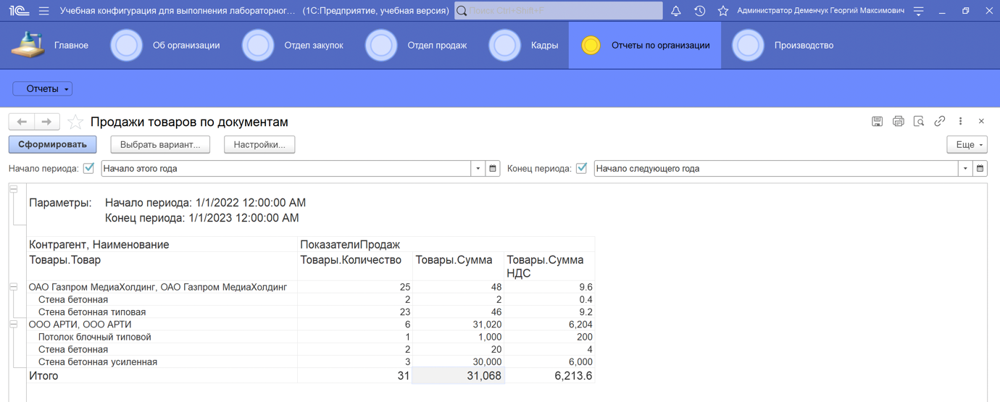 1С Учебная конфигурация для выполнения лабораторног... (1С:Предприятие, учебная версия) Поиск Ctrl+Shift+F Администратор Деменчук Георгий Максимович
Главное Об организации Отдел закупок Отдел продаж Кадры Отчеты по организации Производство
Отчеты
Продажи товаров по документам
Сформировать Выбрать вариант... Настройки... Еще
Начало периода: Начало этого года Конец периода: Начало следующего года
Параметры: Начало периода: 1/1/2022 12:00:00 AM
Конец периода: 1/1/2023 12:00:00 AM
Контрагент, Наименование ПоказателиПродаж
Товары.Товар Товары.Количество Товары.Сумма Товары.Сумма
НДС
ОАО Газпром МедиаХолдинг, ОАО Газпром МедиаХолдинг 25 48 9.6
Стена бетонная 2 2 0.4
Стена бетонная типовая 23 46 9.2
ООО АРТИ, ООО АРТИ 6 31,020 6,204
Потолок блочный типовой 1 1,000 200
Стена бетонная 2 20 4
Стена бетонная усиленная 3 30,000 6,000
Итого 31 31,068 6,213.6